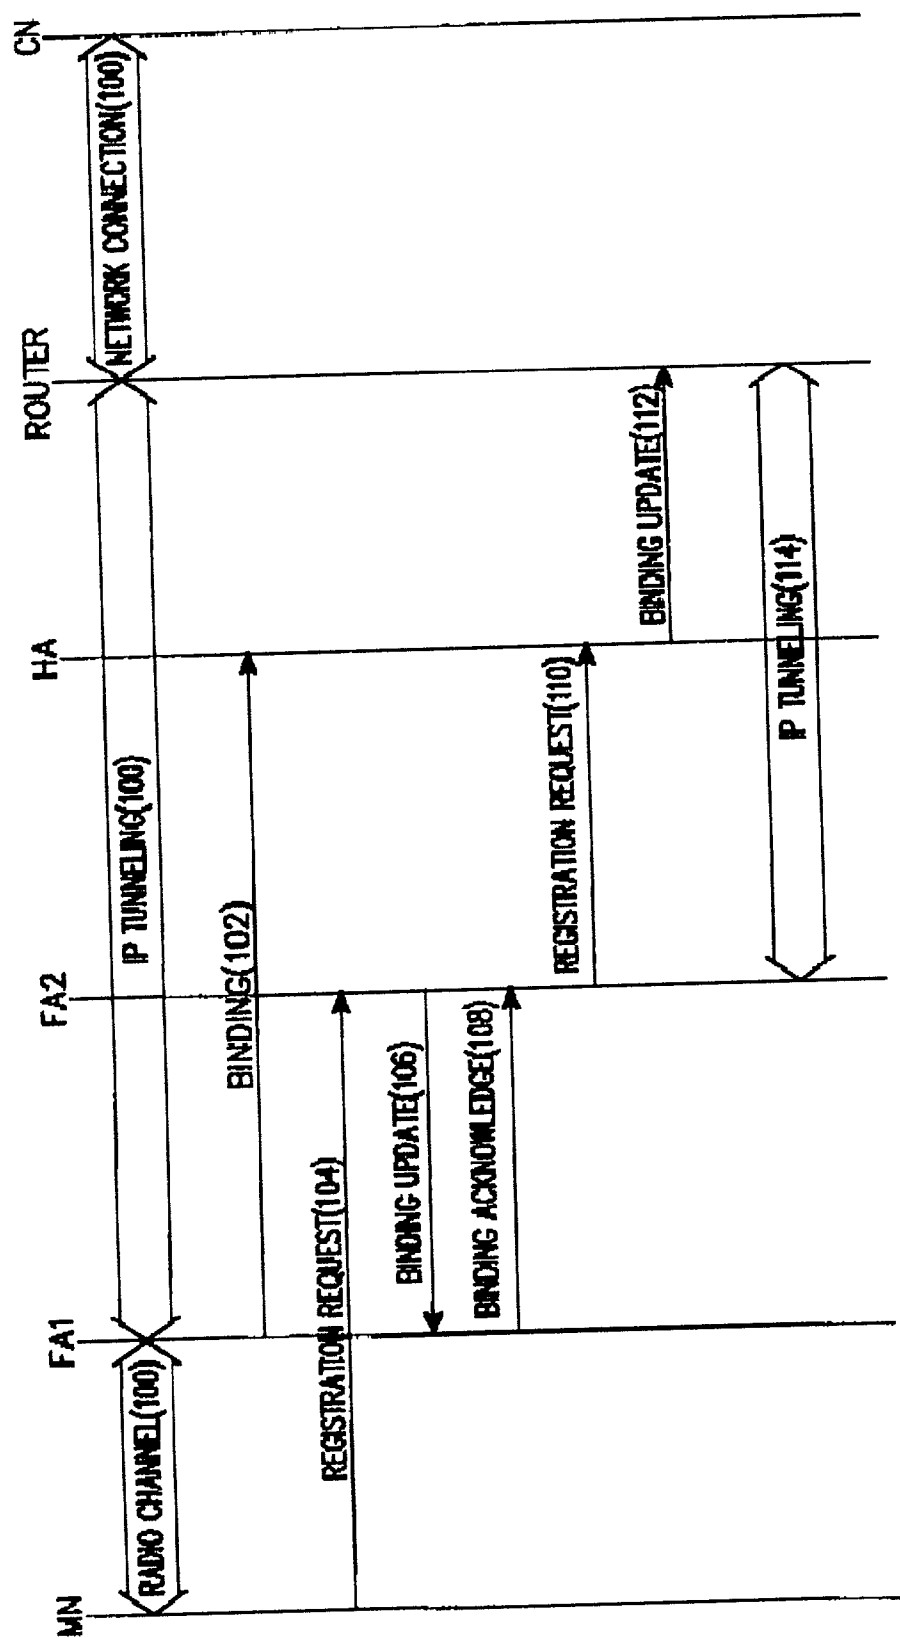 MN
FA1
FA2
HA
ROUTER
CN
RADIO CHANNEL(100)
IP TUNNELING(100)
NETWORK CONNECTION(100)
BINDING(102)
REGISTRATION REQUEST(104)
BINDING UPDATE(106)
BINDING ACKNOWLEDGE(108)
REGISTRATION REQUEST(110)
BINDING UPDATE(112)
IP TUNNELING(114)